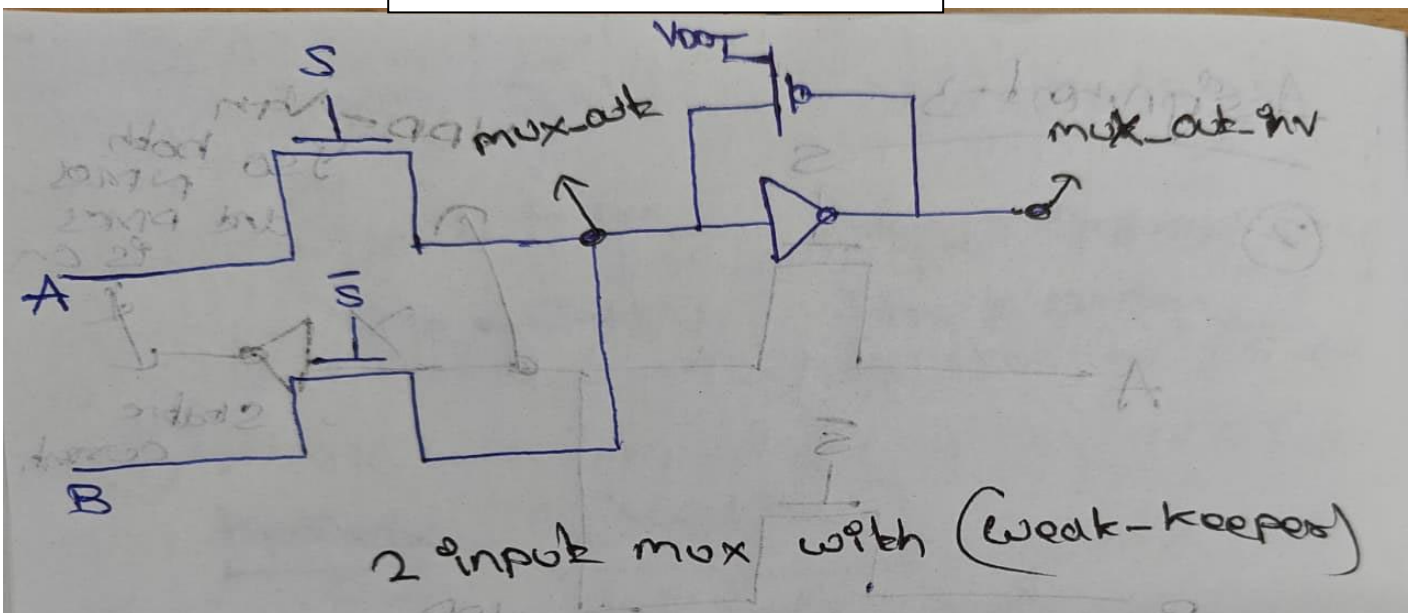 S
VDD
mux_out
mux_out_inv
A
S̅
B
2 input mux with (weak-keeper)